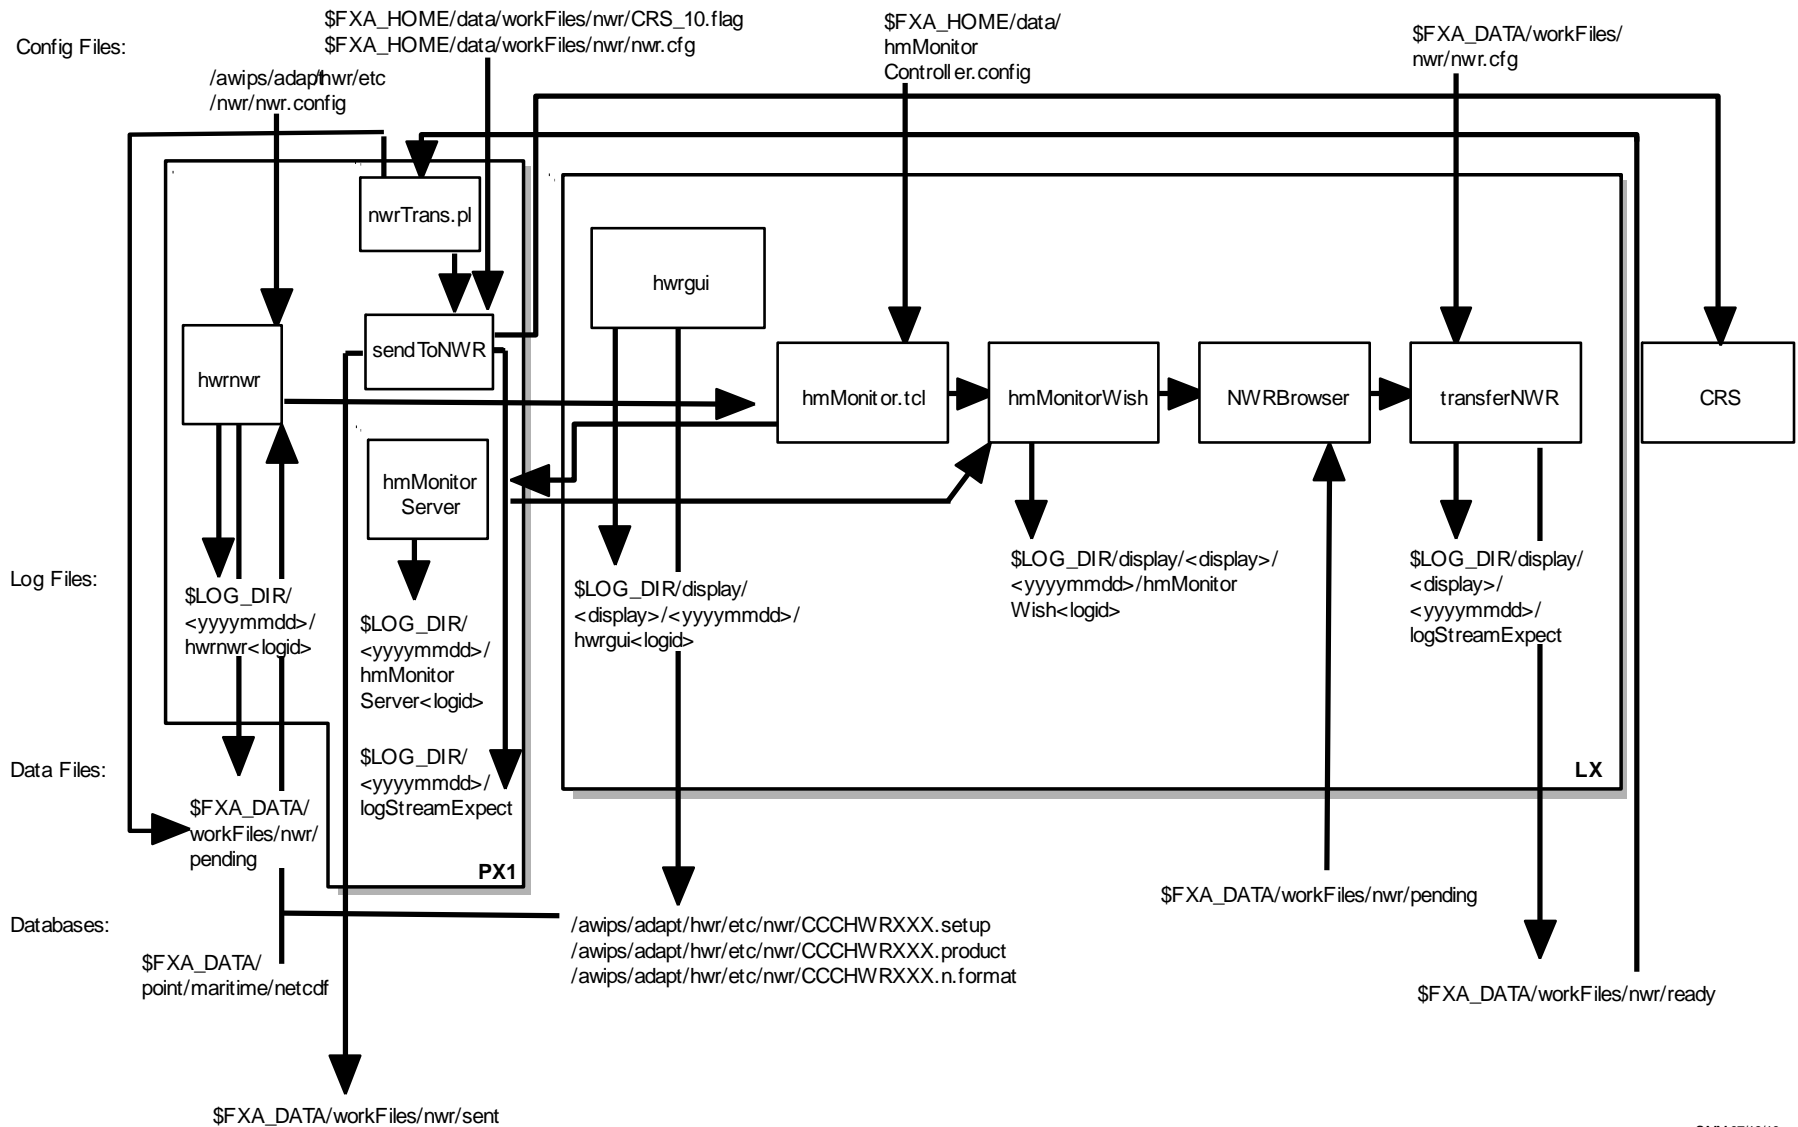 Config Files:
$FXA_HOME/data/workFiles/nwr/CRS_10.flag
$FXA_HOME/data/workFiles/nwr/nwr.cfg
$FXA_HOME/data/
hmMonitor
Controller.config
$FXA_DATA/workFiles/
nwr/nwr.cfg
/awips/adapt/hwr/etc
/nwr/nwr.config
nwrTrans.pl
hwrgui
sendToNWR
hwrnwr
hmMonitor.tcl
hmMonitorWish
NWRBrowser
transferNWR
CRS
hmMonitor
Server
Log Files:
$LOG_DIR/
<yyyymmdd>/
hwrnwr<logid>
$LOG_DIR/
<yyyymmdd>/
hmMonitor
Server<logid>
$LOG_DIR/display/
<display>/<yyyymmdd>/
hwrgui<logid>
$LOG_DIR/display/<display>/
<yyyymmdd>/hmMonitor
Wish<logid>
$LOG_DIR/display/
<display>/
<yyyymmdd>/
logStreamExpect
Data Files:
$LOG_DIR/
<yyyymmdd>/
logStreamExpect
LX
$FXA_DATA/
workFiles/nwr/
pending
PX1
$FXA_DATA/workFiles/nwr/pending
Databases:
/awips/adapt/hwr/etc/nwr/CCCHWRXXX.setup
/awips/adapt/hwr/etc/nwr/CCCHWRXXX.product
/awips/adapt/hwr/etc/nwr/CCCHWRXXX.n.format
$FXA_DATA/
point/maritime/netcdf
$FXA_DATA/workFiles/nwr/ready
$FXA_DATA/workFiles/nwr/sent